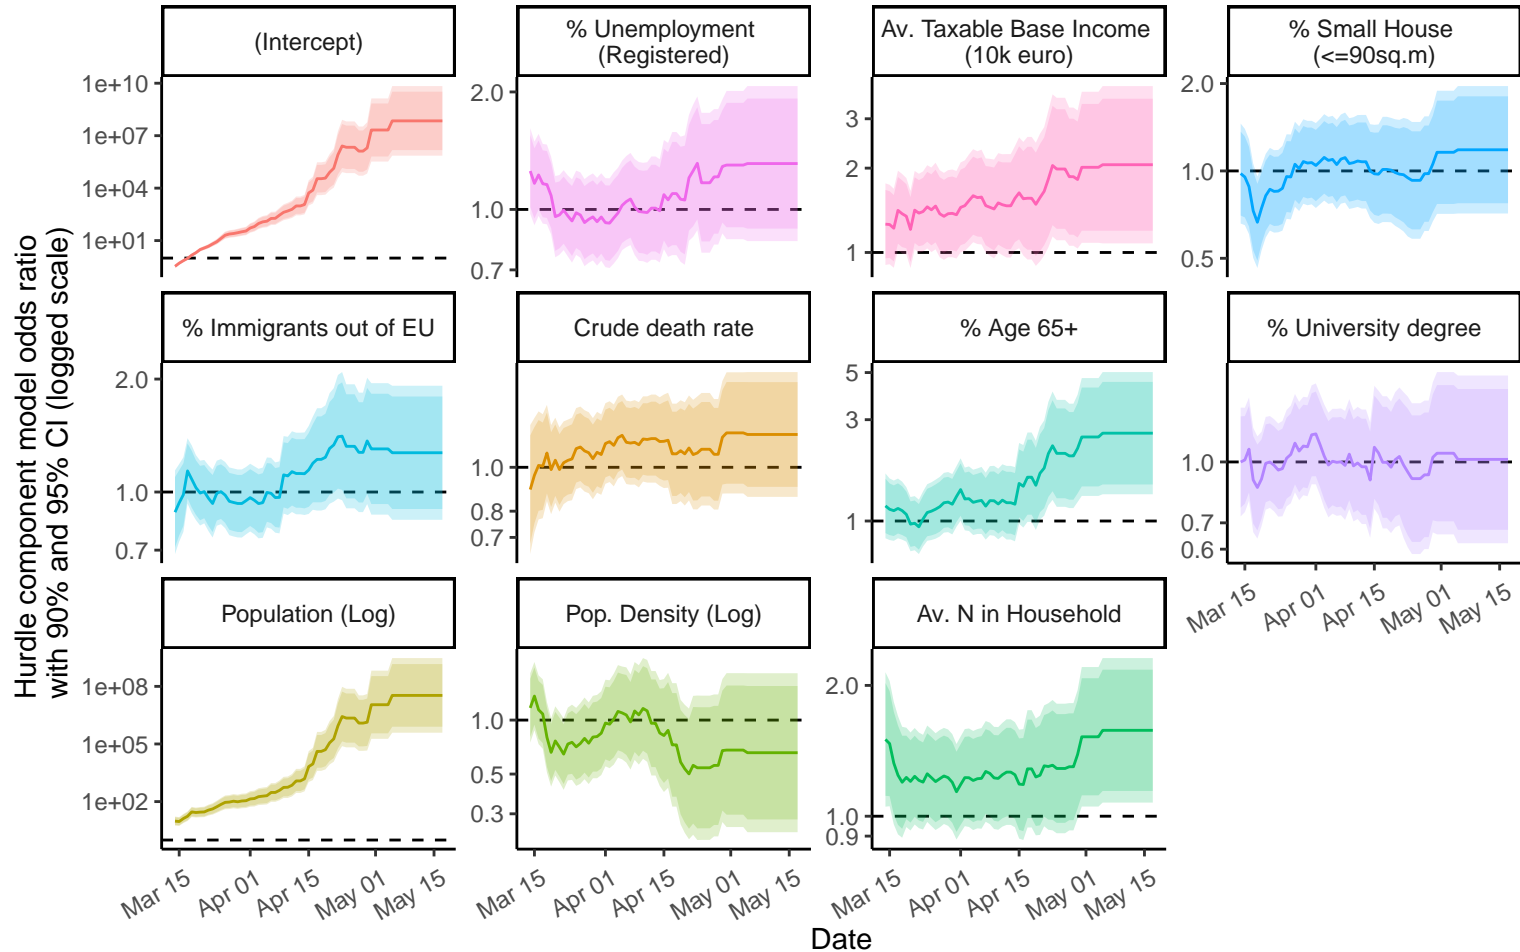 Hurdle component model odds ratio
with 90% and 95% CI (logged scale)
(Intercept)
1e+10
1e+07
1e+04
1e+01
% Unemployment
(Registered)
2.0
1.0
0.7
Av. Taxable Base Income
(10k euro)
3
2
1
% Small House
(<=90sq.m)
2.0
1.0
0.5
% Immigrants out of EU
2.0
1.0
0.7
Crude death rate
1.0
0.8
0.7
% Age 65+
5
3
1
% University degree
1.0
0.7
0.6
Mar 15
Apr 01
Apr 15
May 01
May 15
Population (Log)
1e+08
1e+05
1e+02
Mar 15
Apr 01
Apr 15
May 01
May 15
Pop. Density (Log)
1.0
0.5
0.3
Mar 15
Apr 01
Apr 15
May 01
May 15
Av. N in Household
2.0
1.0
0.9
Mar 15
Apr 01
Apr 15
May 01
May 15
Date